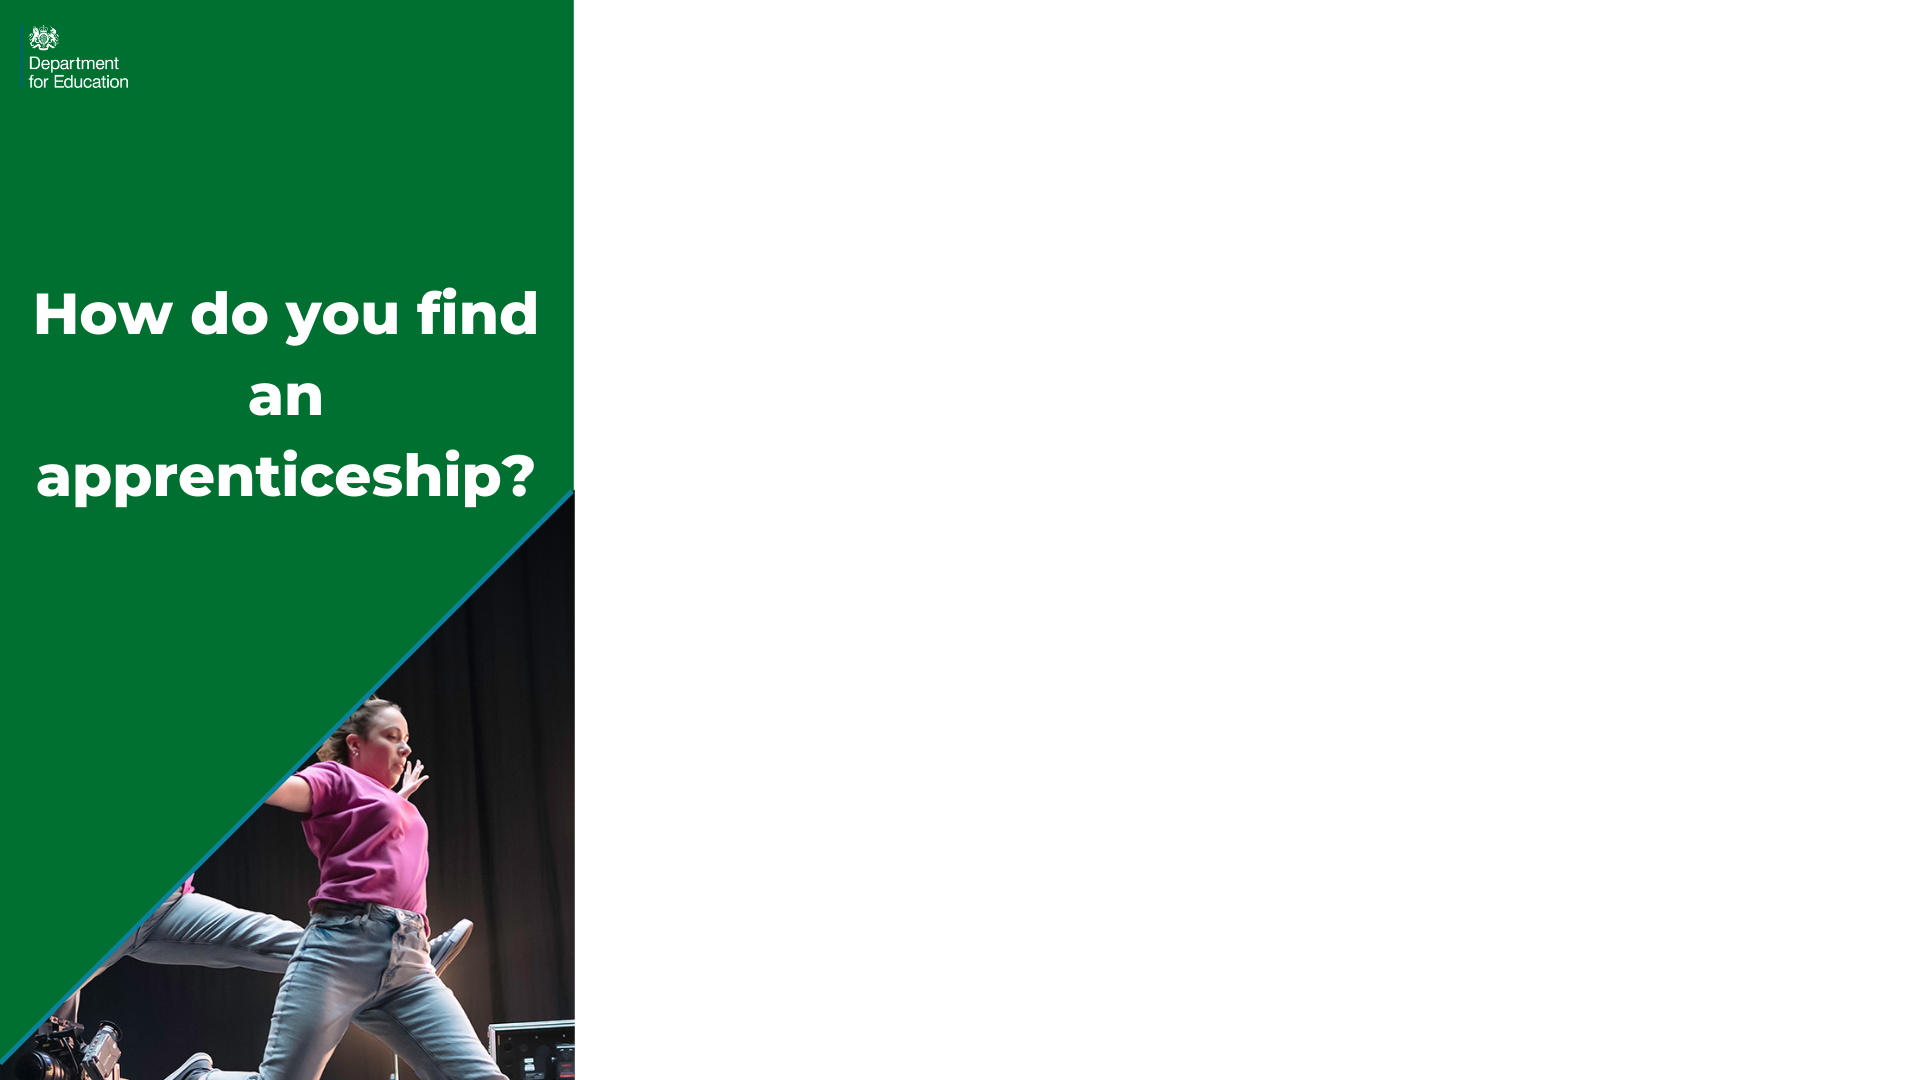 Department
for Education
How do you find
an
apprenticeship?